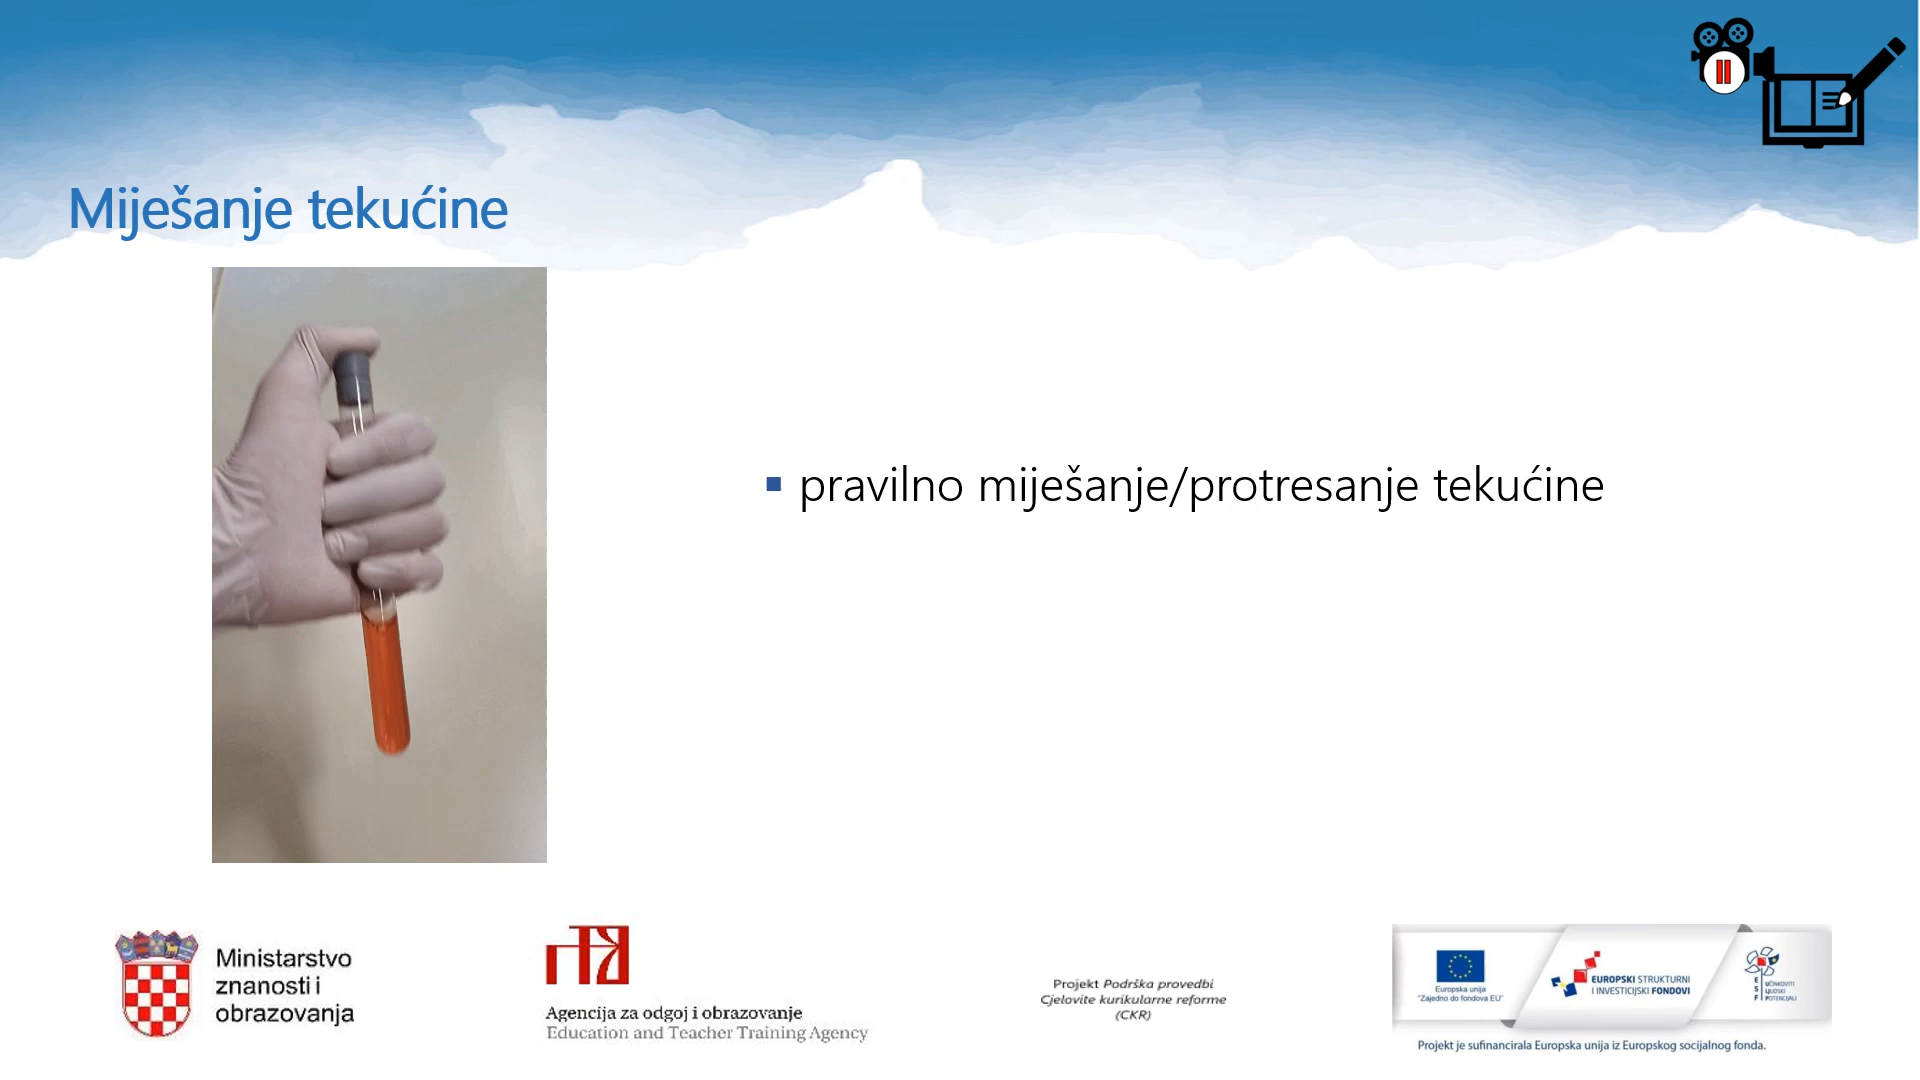 Miješanje tekućine
pravilno miješanje/protresanje tekućine
Ministarstvo
znanosti i
obrazovanja
Agencija za odgoj i obrazovanje
Education and Teacher Training Agency
Projekt Podrška provedbi
Cjelovite kurikularne reforme
(CKR)
Europska unija
"Zajedno do fondova EU"
EUROPSKI STRUKTURNI
I INVESTICIJSKI FONDOVI
E S F
UČINKOVITI
LJUDSKI
POTENCIJALI
Projekt je sufinancirala Europska unija iz Europskog socijalnog fonda.